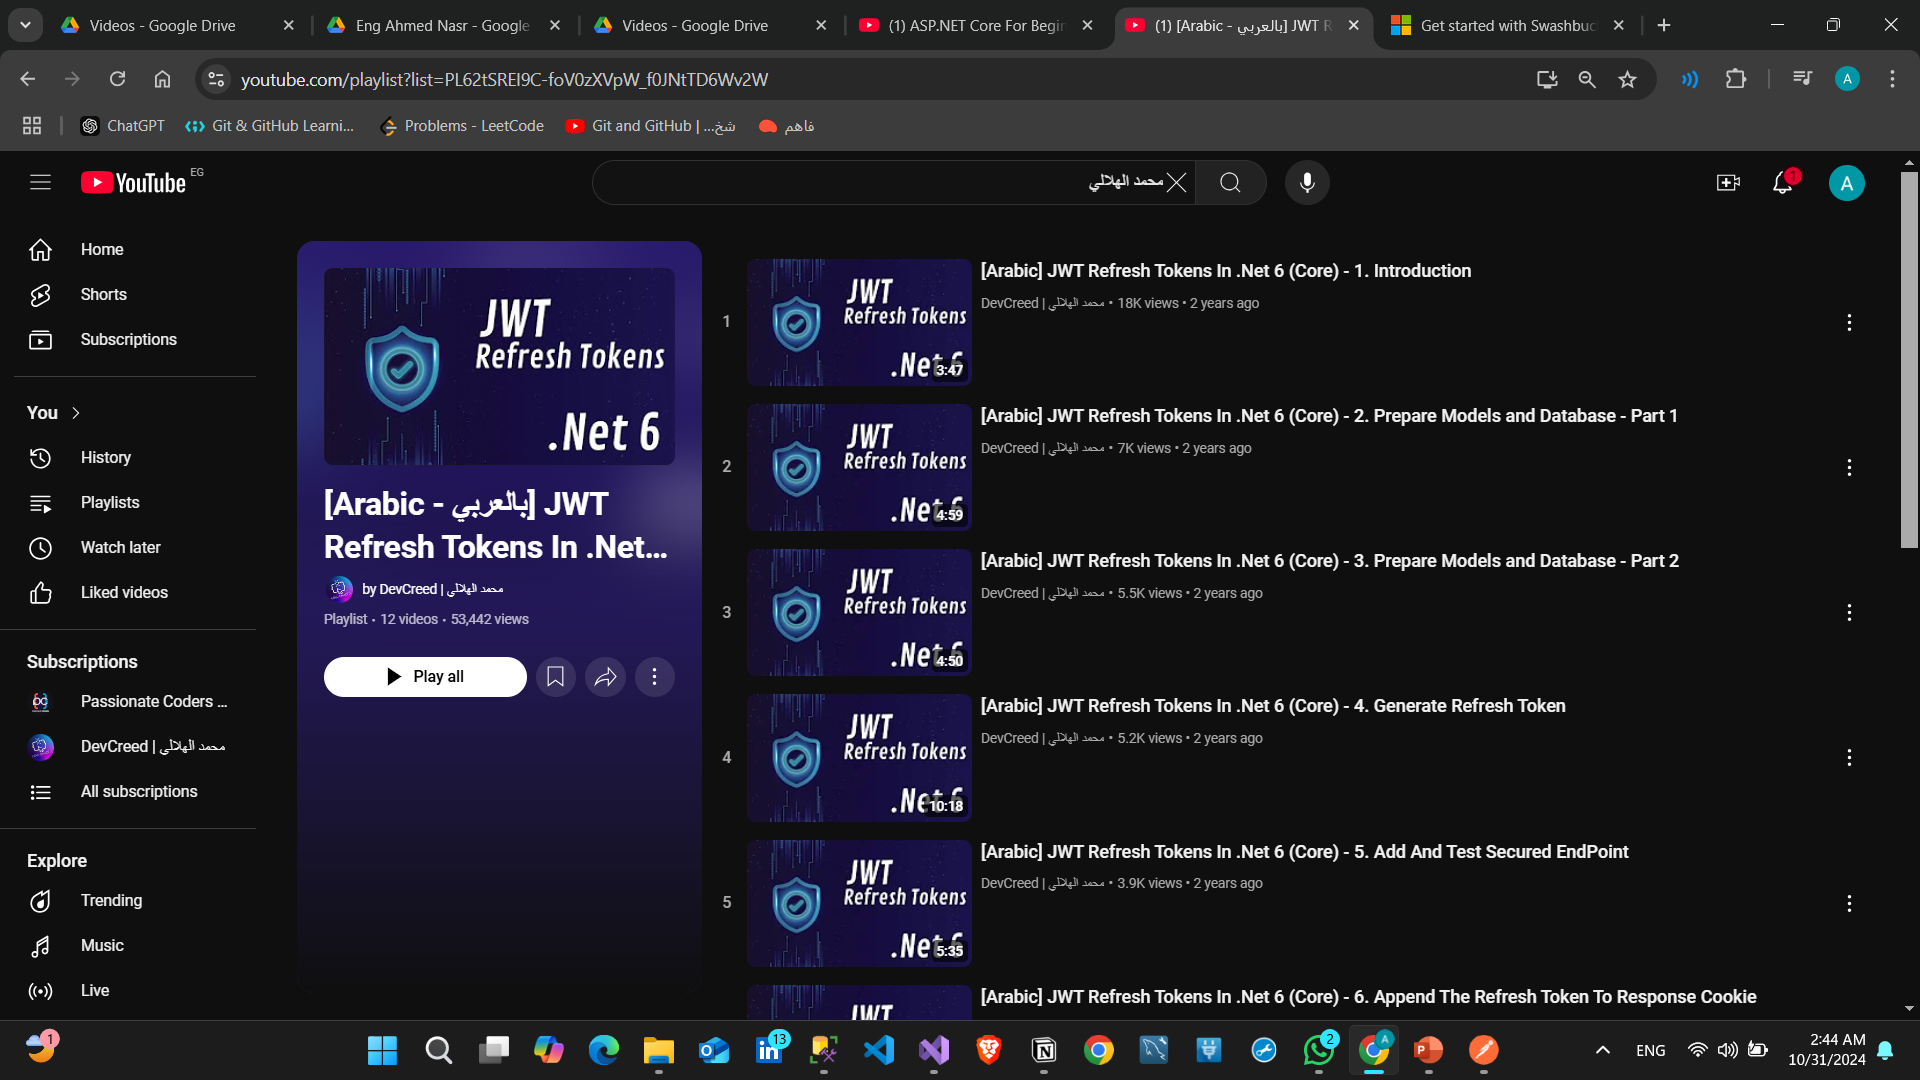 Videos - Google Drive
Eng Ahmed Nasr - Google
Videos - Google Drive
(1) ASP.NET Core For Begin
(1) [Arabic - بالعربي] JWT R
Get started with Swashbuc
youtube.com/playlist?list=PL62tSREI9C-foV0zXVpW_f0JNtTD6Wv2W
A
ChatGPT
Git & GitHub Learni...
Problems - LeetCode
Git and GitHub | ...شخ
فاهم
YouTube
EG
محمد الهلالي
1
A
Home
Shorts
Subscriptions
You
History
Playlists
Watch later
Liked videos
Subscriptions
Passionate Coders ...
DevCreed | محمد الهلالي
All subscriptions
Explore
Trending
Music
Live
JWT
Refresh Tokens
.Net 6
[Arabic - بالعربي] JWT
Refresh Tokens In .Net...
by DevCreed | محمد الهلالي
Playlist • 12 videos • 53,442 views
Play all
1
JWT
Refresh Tokens
.Net 6
3:47
[Arabic] JWT Refresh Tokens In .Net 6 (Core) - 1. Introduction
DevCreed | محمد الهلالي • 18K views • 2 years ago
2
JWT
Refresh Tokens
.Net 6
4:59
[Arabic] JWT Refresh Tokens In .Net 6 (Core) - 2. Prepare Models and Database - Part 1
DevCreed | محمد الهلالي • 7K views • 2 years ago
3
JWT
Refresh Tokens
.Net 6
4:50
[Arabic] JWT Refresh Tokens In .Net 6 (Core) - 3. Prepare Models and Database - Part 2
DevCreed | محمد الهلالي • 5.5K views • 2 years ago
4
JWT
Refresh Tokens
.Net 6
10:18
[Arabic] JWT Refresh Tokens In .Net 6 (Core) - 4. Generate Refresh Token
DevCreed | محمد الهلالي • 5.2K views • 2 years ago
5
JWT
Refresh Tokens
.Net 6
5:35
[Arabic] JWT Refresh Tokens In .Net 6 (Core) - 5. Add And Test Secured EndPoint
DevCreed | محمد الهلالي • 3.9K views • 2 years ago
JWT
[Arabic] JWT Refresh Tokens In .Net 6 (Core) - 6. Append The Refresh Token To Response Cookie
1
13
2
A
ENG
2:44 AM
10/31/2024